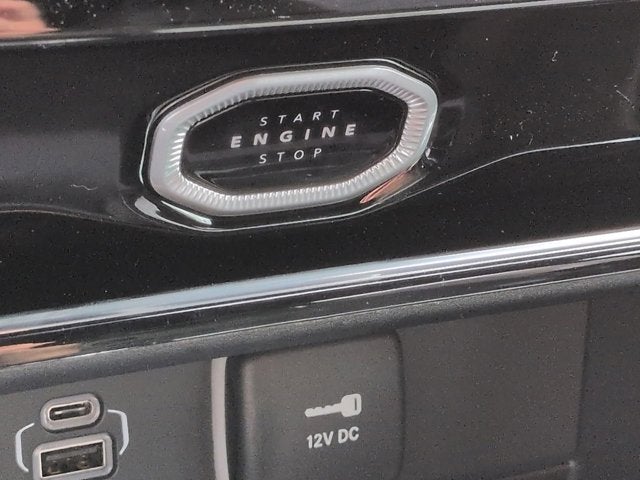 START
ENGINE
STOP
12V DC